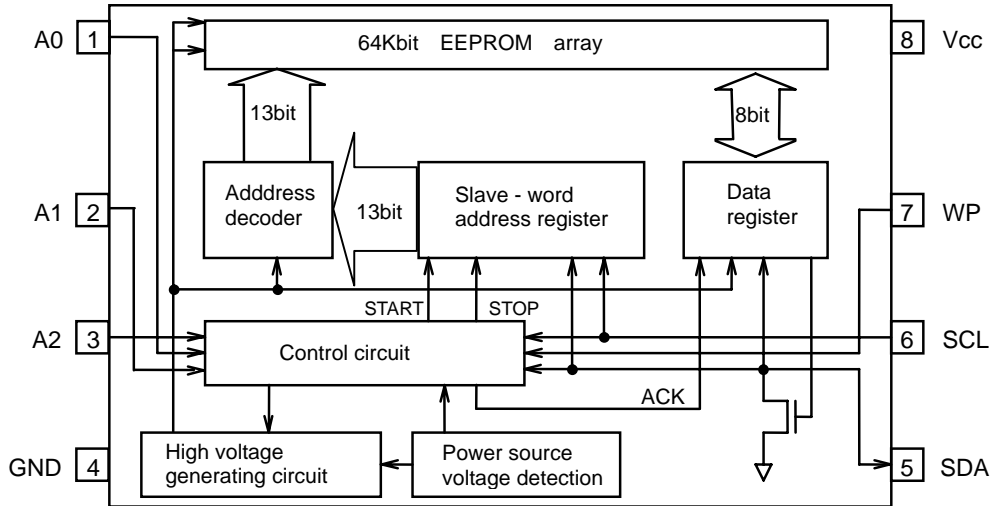 A0 1
64Kbit EEPROM array
8 Vcc
13bit
8bit
A1 2
Adddress
decoder
13bit
Slave - word
address register
Data
register
7 WP
START
STOP
A2 3
Control circuit
6 SCL
ACK
GND 4
High voltage
generating circuit
Power source
voltage detection
5 SDA